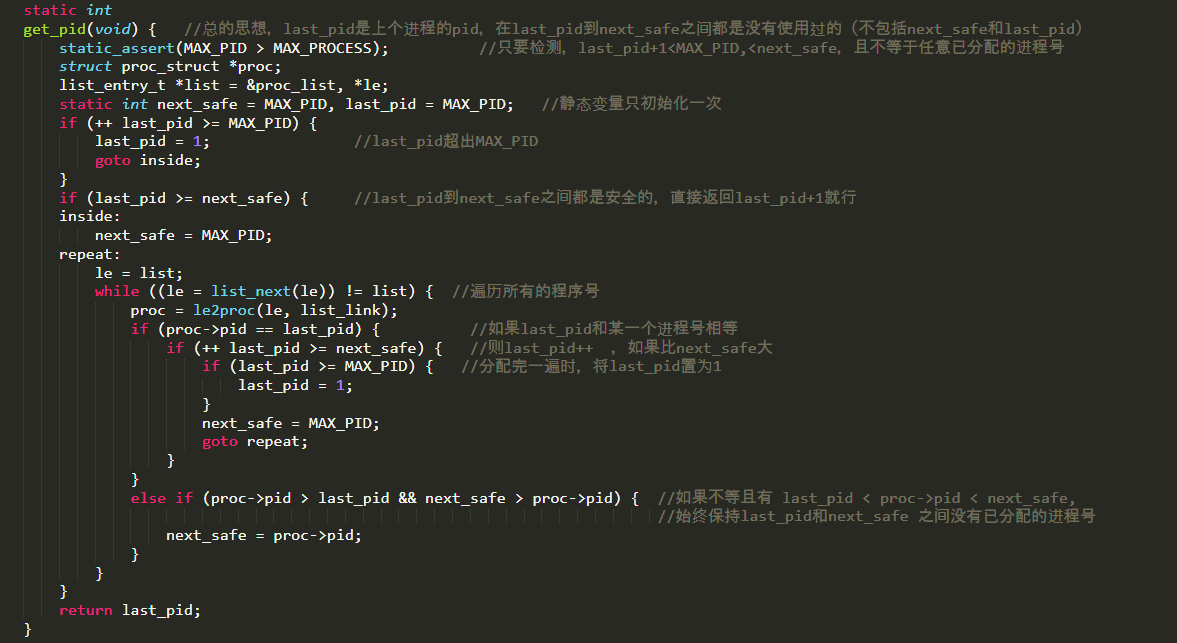 static int
get_pid(void) {   //总的思想，last_pid是上个进程的pid，在last_pid到next_safe之间都是没有使用过的（不包括next_safe和last_pid）
    static_assert(MAX_PID > MAX_PROCESS);          //只要检测，last_pid+1<MAX_PID,<next_safe，且不等于任意已分配的进程号
    struct proc_struct *proc;
    list_entry_t *list = &proc_list, *le;
    static int next_safe = MAX_PID, last_pid = MAX_PID;   //静态变量只初始化一次
    if (++ last_pid >= MAX_PID) {
        last_pid = 1;                //last_pid超出MAX_PID
        goto inside;
    }
    if (last_pid >= next_safe) {     //last_pid到next_safe之间都是安全的，直接返回last_pid+1就行
    inside:
        next_safe = MAX_PID;
    repeat:
        le = list;
        while ((le = list_next(le)) != list) {  //遍历所有的程序号
            proc = le2proc(le, list_link);
            if (proc->pid == last_pid) {          //如果last_pid和某一个进程号相等
                if (++ last_pid >= next_safe) {   //则last_pid++ ，如果比next_safe大
                    if (last_pid >= MAX_PID) {   //分配完一遍时，将last_pid置为1
                        last_pid = 1;
                    }
                    next_safe = MAX_PID;
                    goto repeat;
                }
            }
            else if (proc->pid > last_pid && next_safe > proc->pid) {  //如果不等且有 last_pid < proc->pid < next_safe,
                                                                       //始终保持last_pid和next_safe 之间没有已分配的进程号
                next_safe = proc->pid;
            }
        }
    }
    return last_pid;
}